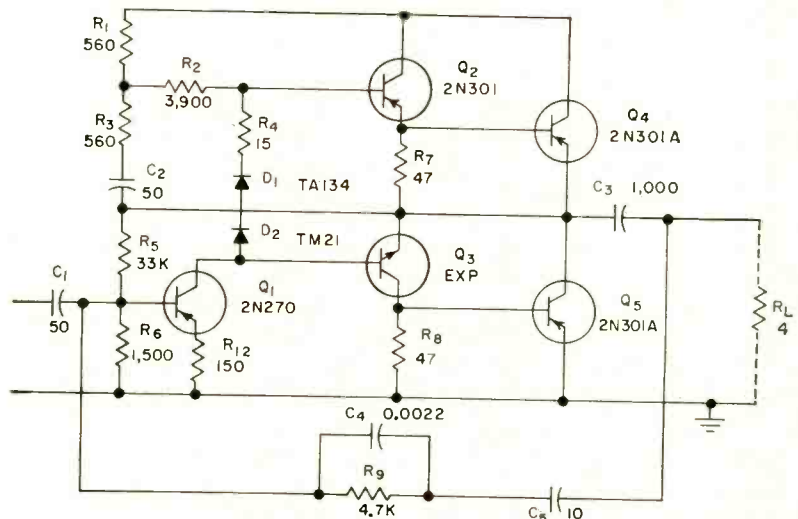 R1
560
R2
3,900
R3
560
C2
50
R4
15
D1 TA134
D2 TM21
Q2
2N301
Q4
2N301A
R7
47
C3 1,000
R5
33K
C1
50
R6
1,500
Q1
2N270
R12
150
Q3
EXP
R8
47
Q5
2N301A
RL
4
C4 0.0022
R9
4.7K
10